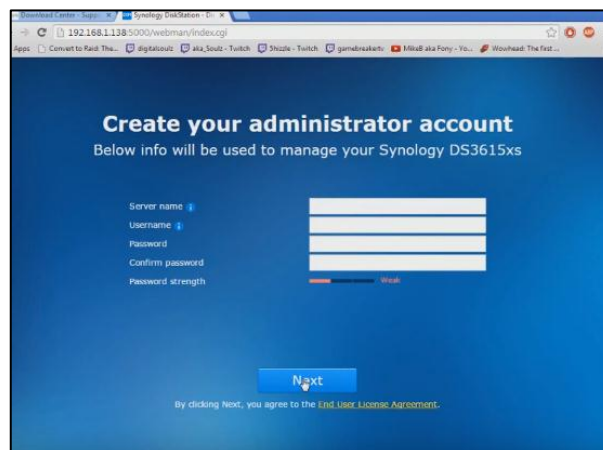 Download Center - Suppo × Synology DiskStation - Di ×
192.168.1.138:5000/webman/index.cgi
Apps Convert to Raid: The... digitalsoulz - Twitch aka_Soulz - Twitch Shizzle - Twitch gamebreakertv MikeB aka Fony - Yo... Wowhead: The first ...
Create your administrator account
Below info will be used to manage your Synology DS3615xs
Server name
Username
Password
Confirm password
Password strength Weak
Next
By clicking Next, you agree to the End User License Agreement.